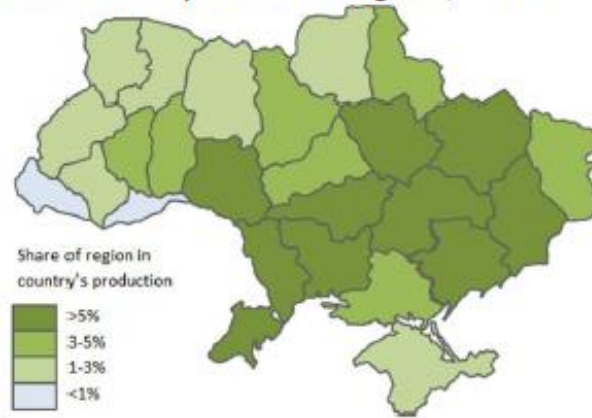 Share of region in
country's production
>5%
3-5%
1-3%
<1%